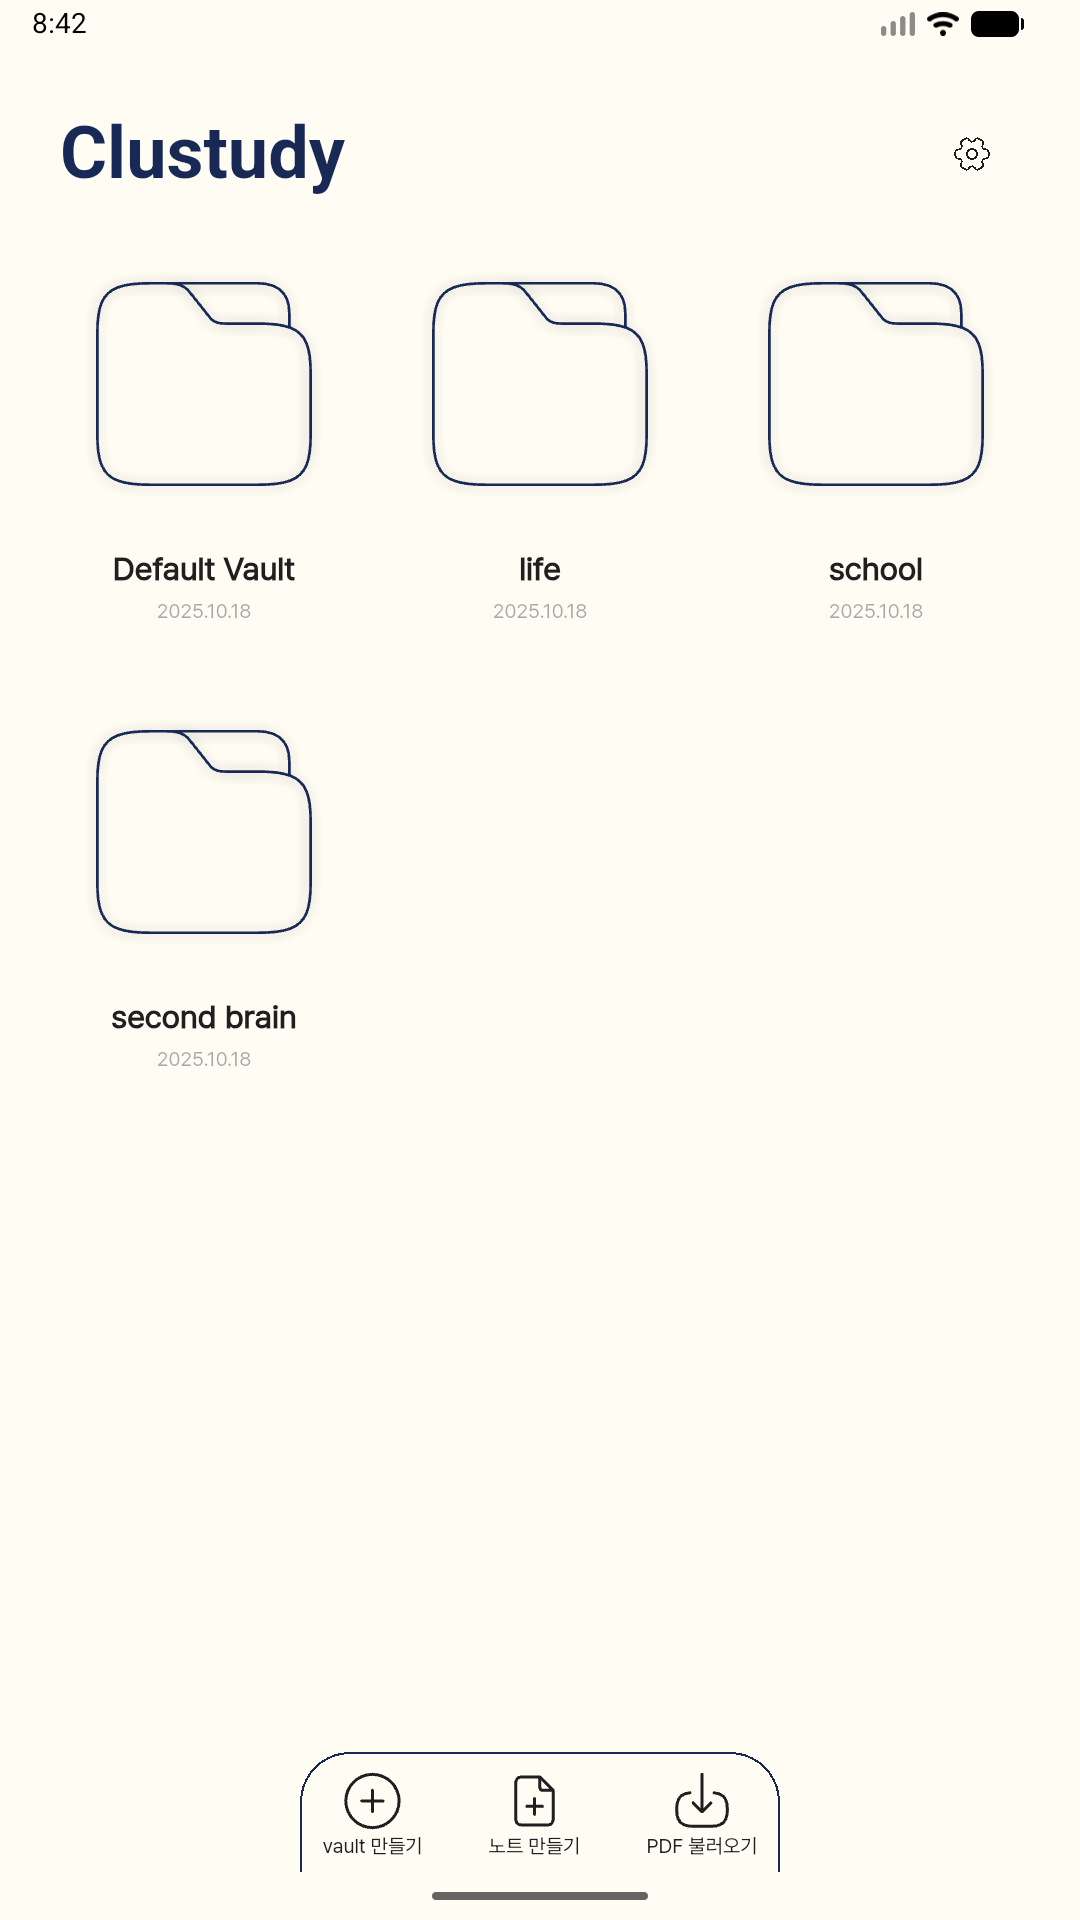 8:42
Clustudy
Default Vault
2025.10.18
life
2025.10.18
school
2025.10.18
second brain
2025.10.18
vault 만들기
노트 만들기
PDF 불러오기